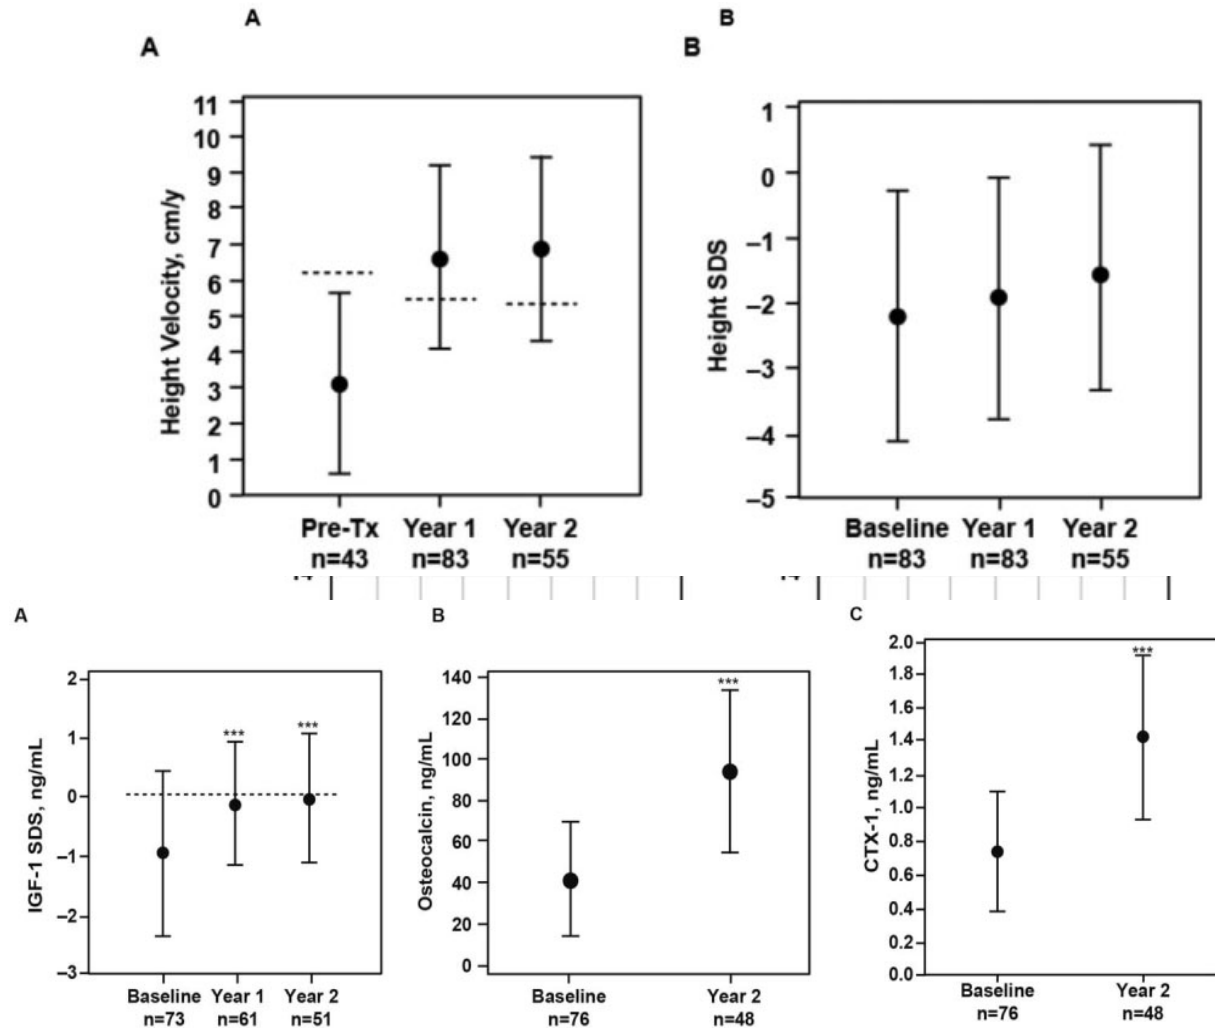 A
B
A
B
Height Velocity, cm/y
11
10
9
8
7
6
5
4
3
2
1
0
Pre-Tx Year 1 Year 2
n=43 n=83 n=55
Height SDS
1
0
–1
–2
–3
–4
–5
Baseline Year 1 Year 2
n=83 n=83 n=55
A
IGF-1 SDS, ng/mL
2
1
0
–1
–2
–3
*** ***
Baseline Year 1 Year 2
n=73 n=61 n=51
B
Osteocalcin, ng/mL
140
120
100
80
60
40
20
0
***
Baseline Year 2
n=76 n=48
C
CTX-1, ng/mL
2.0
1.8
1.6
1.4
1.2
1.0
0.8
0.6
0.4
0.2
0.0
***
Baseline Year 2
n=76 n=48